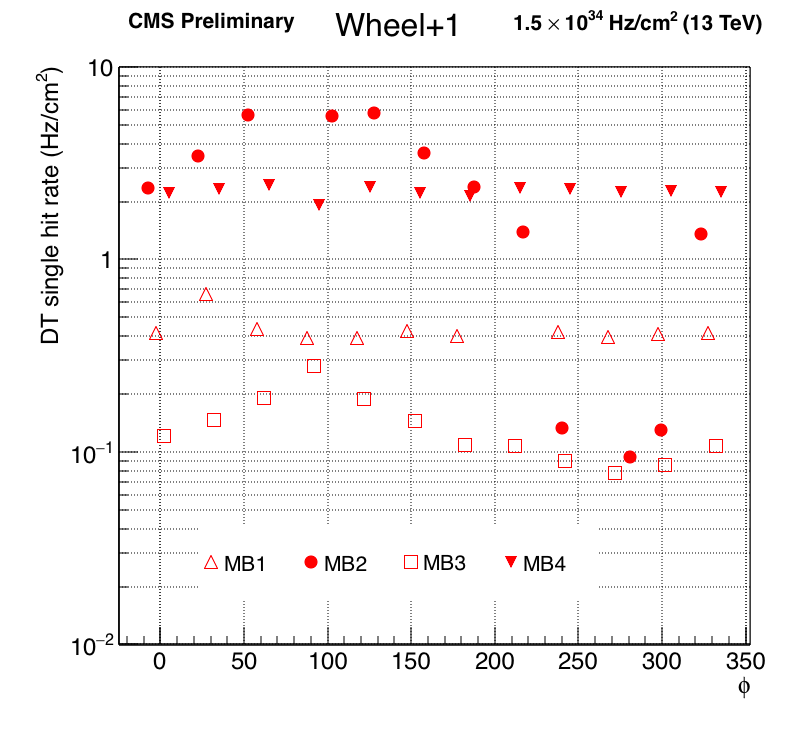 CMS Preliminary Wheel+1 1.5 × 10³⁴ Hz/cm² (13 TeV)
DT single hit rate (Hz/cm²)
10
1
10⁻¹
10⁻²
MB1 MB2 MB3 MB4
0 50 100 150 200 250 300 350
ϕ